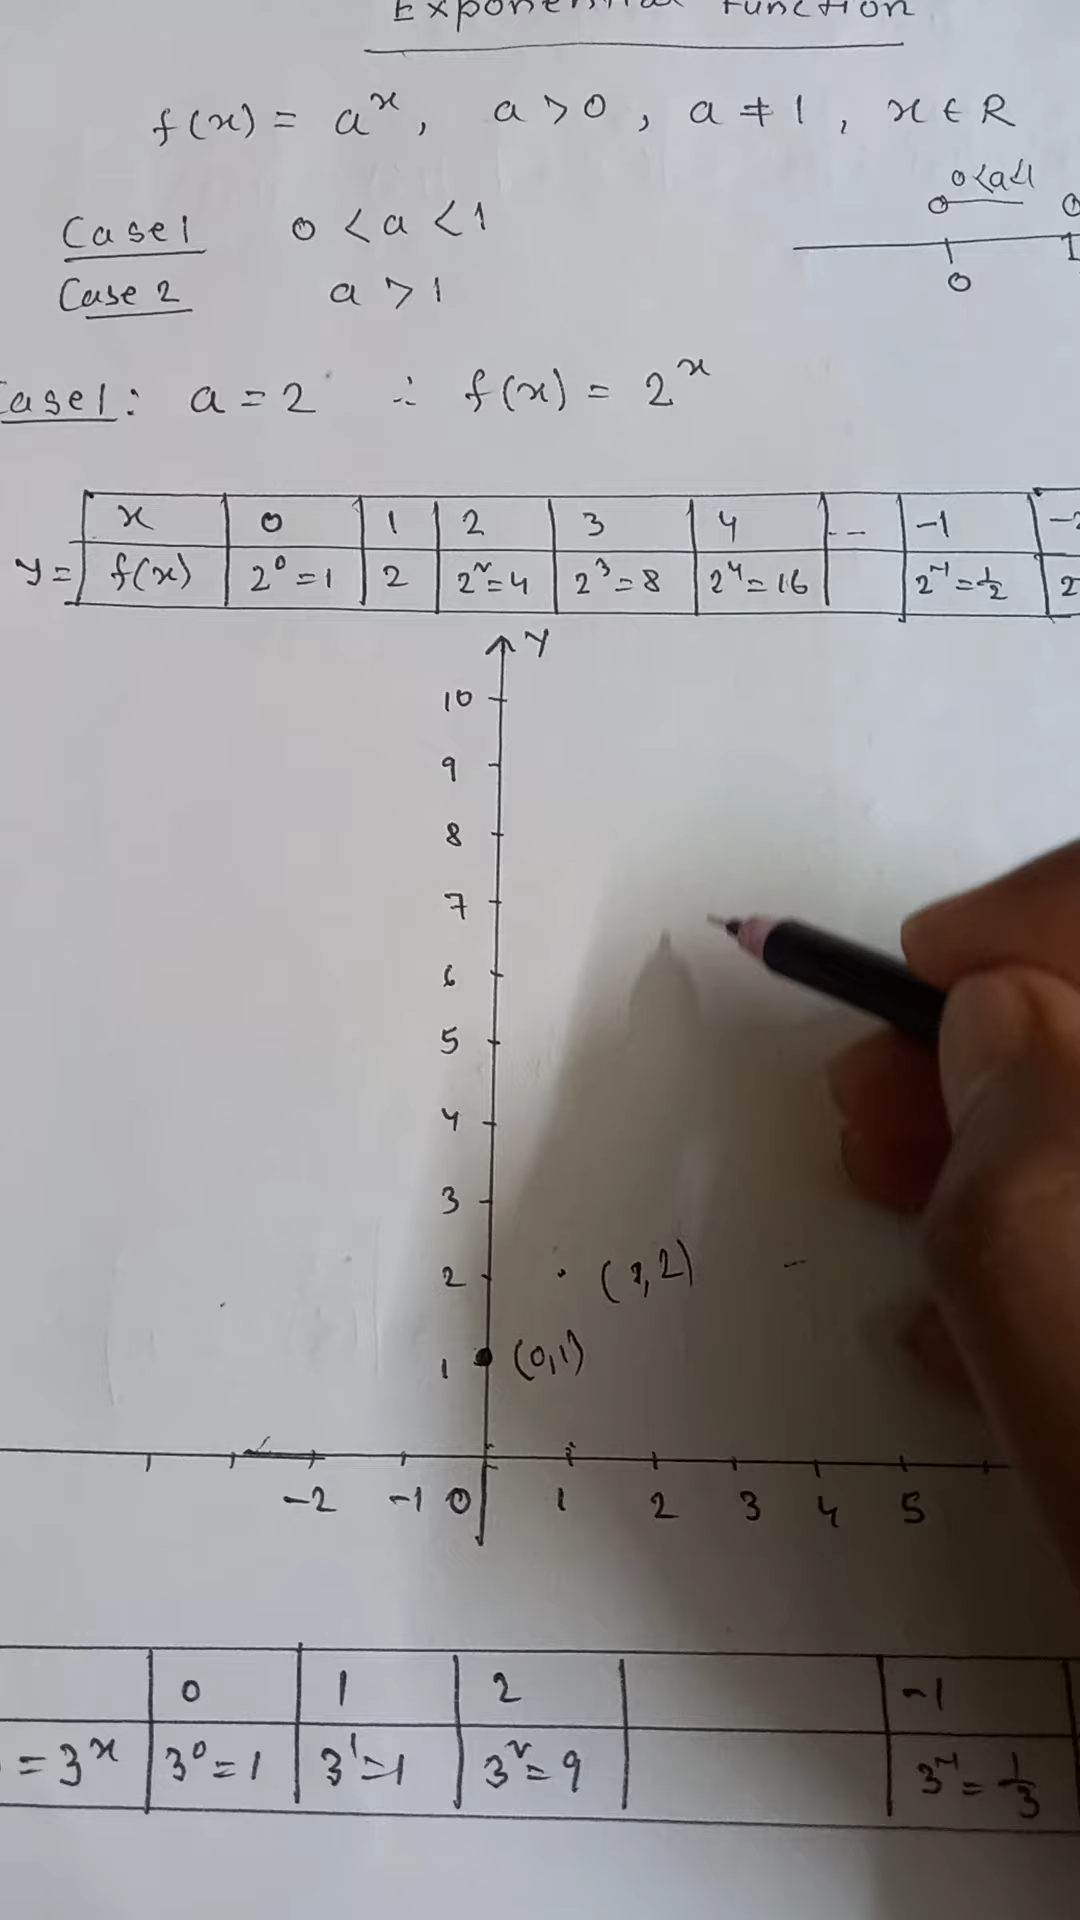 Exponential Function
f(x) = a^x, a > 0, a ≠ 1, x ∈ R
0<a<1
Case 1 0 < a < 1
0 1
Case 2 a > 1
Case 1: a = 2 ∴ f(x) = 2^x
x 0 1 2 3 4 -- -1 -2
y = f(x) 2^0 = 1 2 2^2 = 4 2^3 = 8 2^4 = 16 2^-1 = 1/2 2
Y
10
9
8
7
6
5
4
3
2 (1,2)
1 (0,1)
-2 -1 0 1 2 3 4 5
0 1 2 -1
= 3^x 3^0 = 1 3^1 = 1 3^2 = 9 3^-1 = 1/3